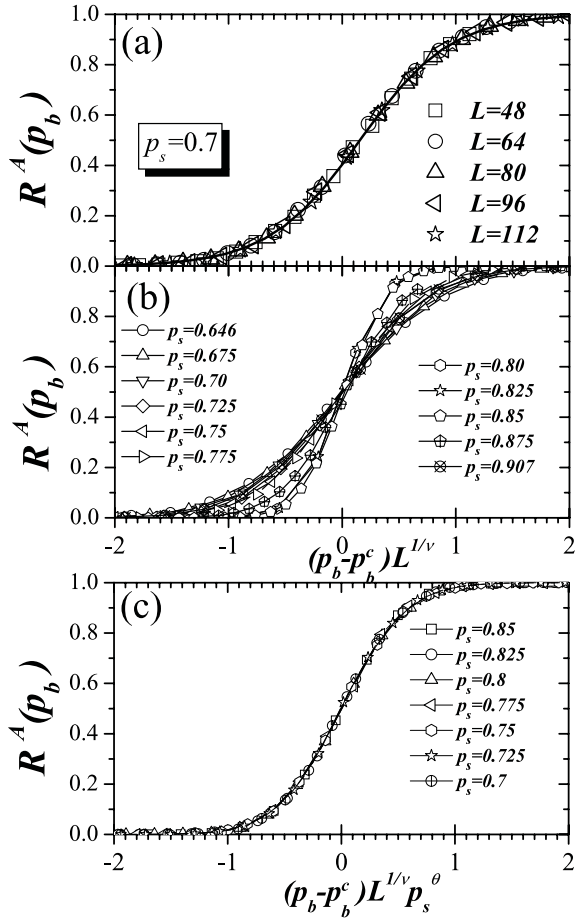 (a)
1.0
0.8
0.6
0.4
0.2
0.0
R^A(p_b)
p_s=0.7
L=48
L=64
L=80
L=96
L=112
(b)
1.0
0.8
0.6
0.4
0.2
0.0
R^A(p_b)
p_s=0.646
p_s=0.675
p_s=0.70
p_s=0.725
p_s=0.75
p_s=0.775
p_s=0.80
p_s=0.825
p_s=0.85
p_s=0.875
p_s=0.907
-2 -1 0 1 2
(p_b-p_b^c)L^{1/ν}
(c)
1.0
0.8
0.6
0.4
0.2
0.0
R^A(p_b)
p_s=0.85
p_s=0.825
p_s=0.8
p_s=0.775
p_s=0.75
p_s=0.725
p_s=0.7
-2 -1 0 1 2
(p_b-p_b^c)L^{1/ν}p_s^θ